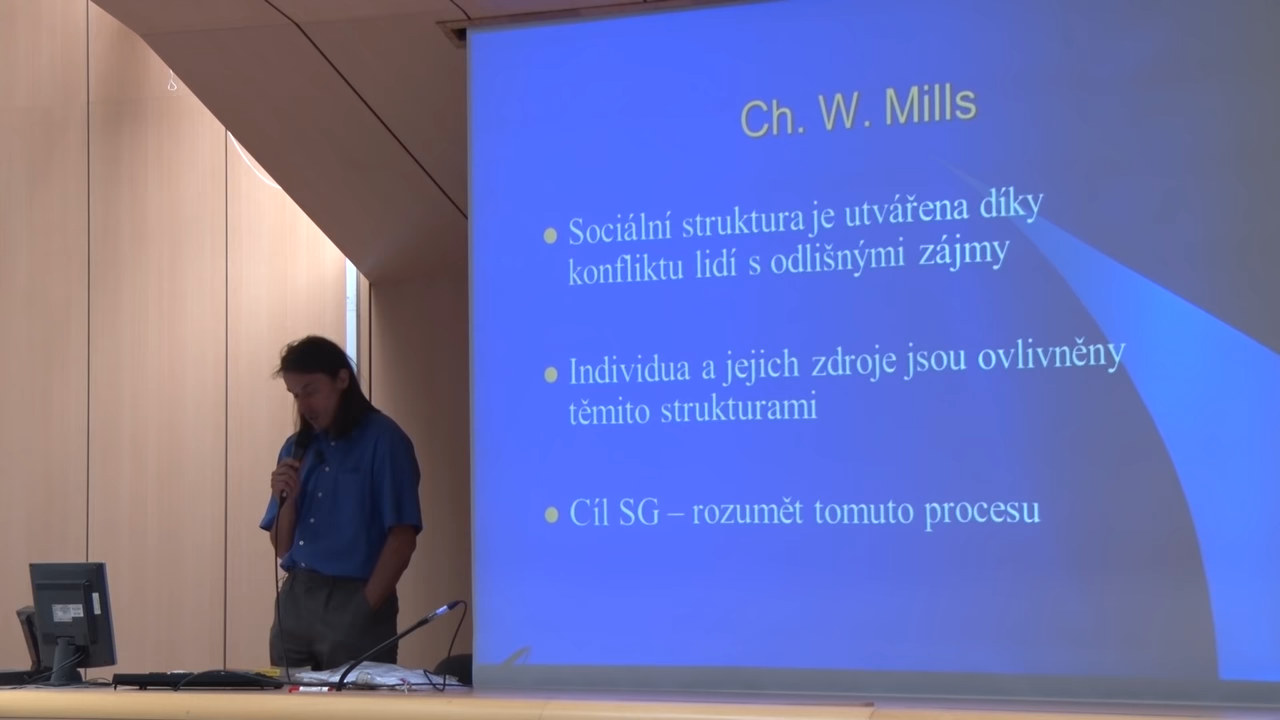 Ch. W. Mills
Sociální struktura je utvářena díky
konfliktu lidí s odlišnými zájmy
Individua a jejich zdroje jsou ovlivněny
těmito strukturami
Cíl SG – rozumět tomuto procesu